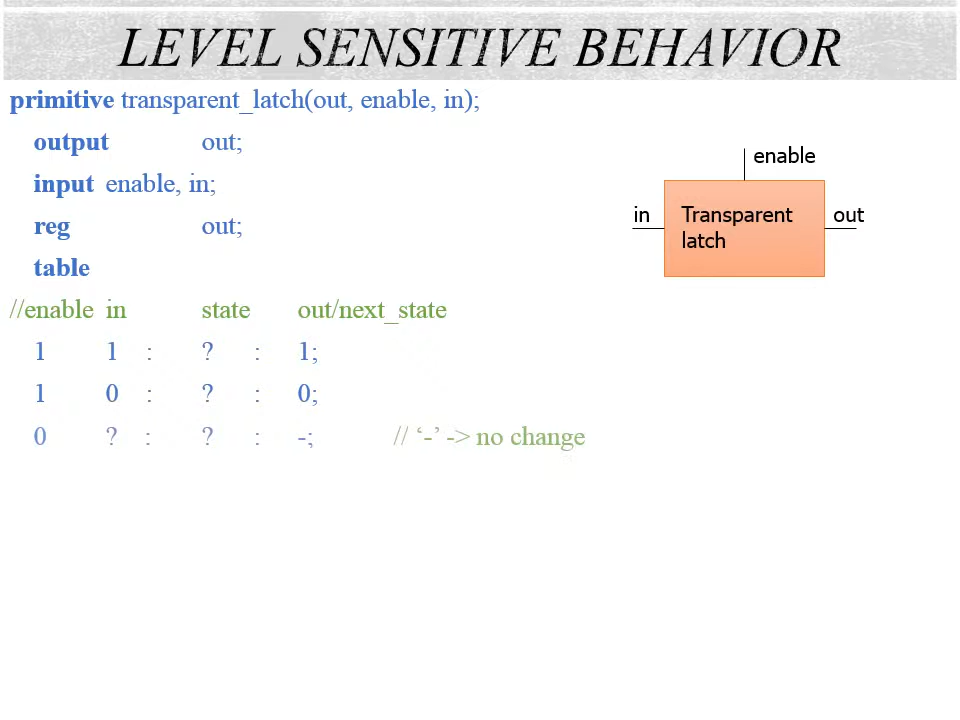 LEVEL SENSITIVE BEHAVIOR
primitive transparent_latch(out, enable, in);
output out;
input enable, in;
reg out;
table
//enable in state out/next_state
1 1 : ? : 1;
1 0 : ? : 0;
0 ? : ? : -; // ‘-’ -> no change
enable
in
Transparent
latch
out